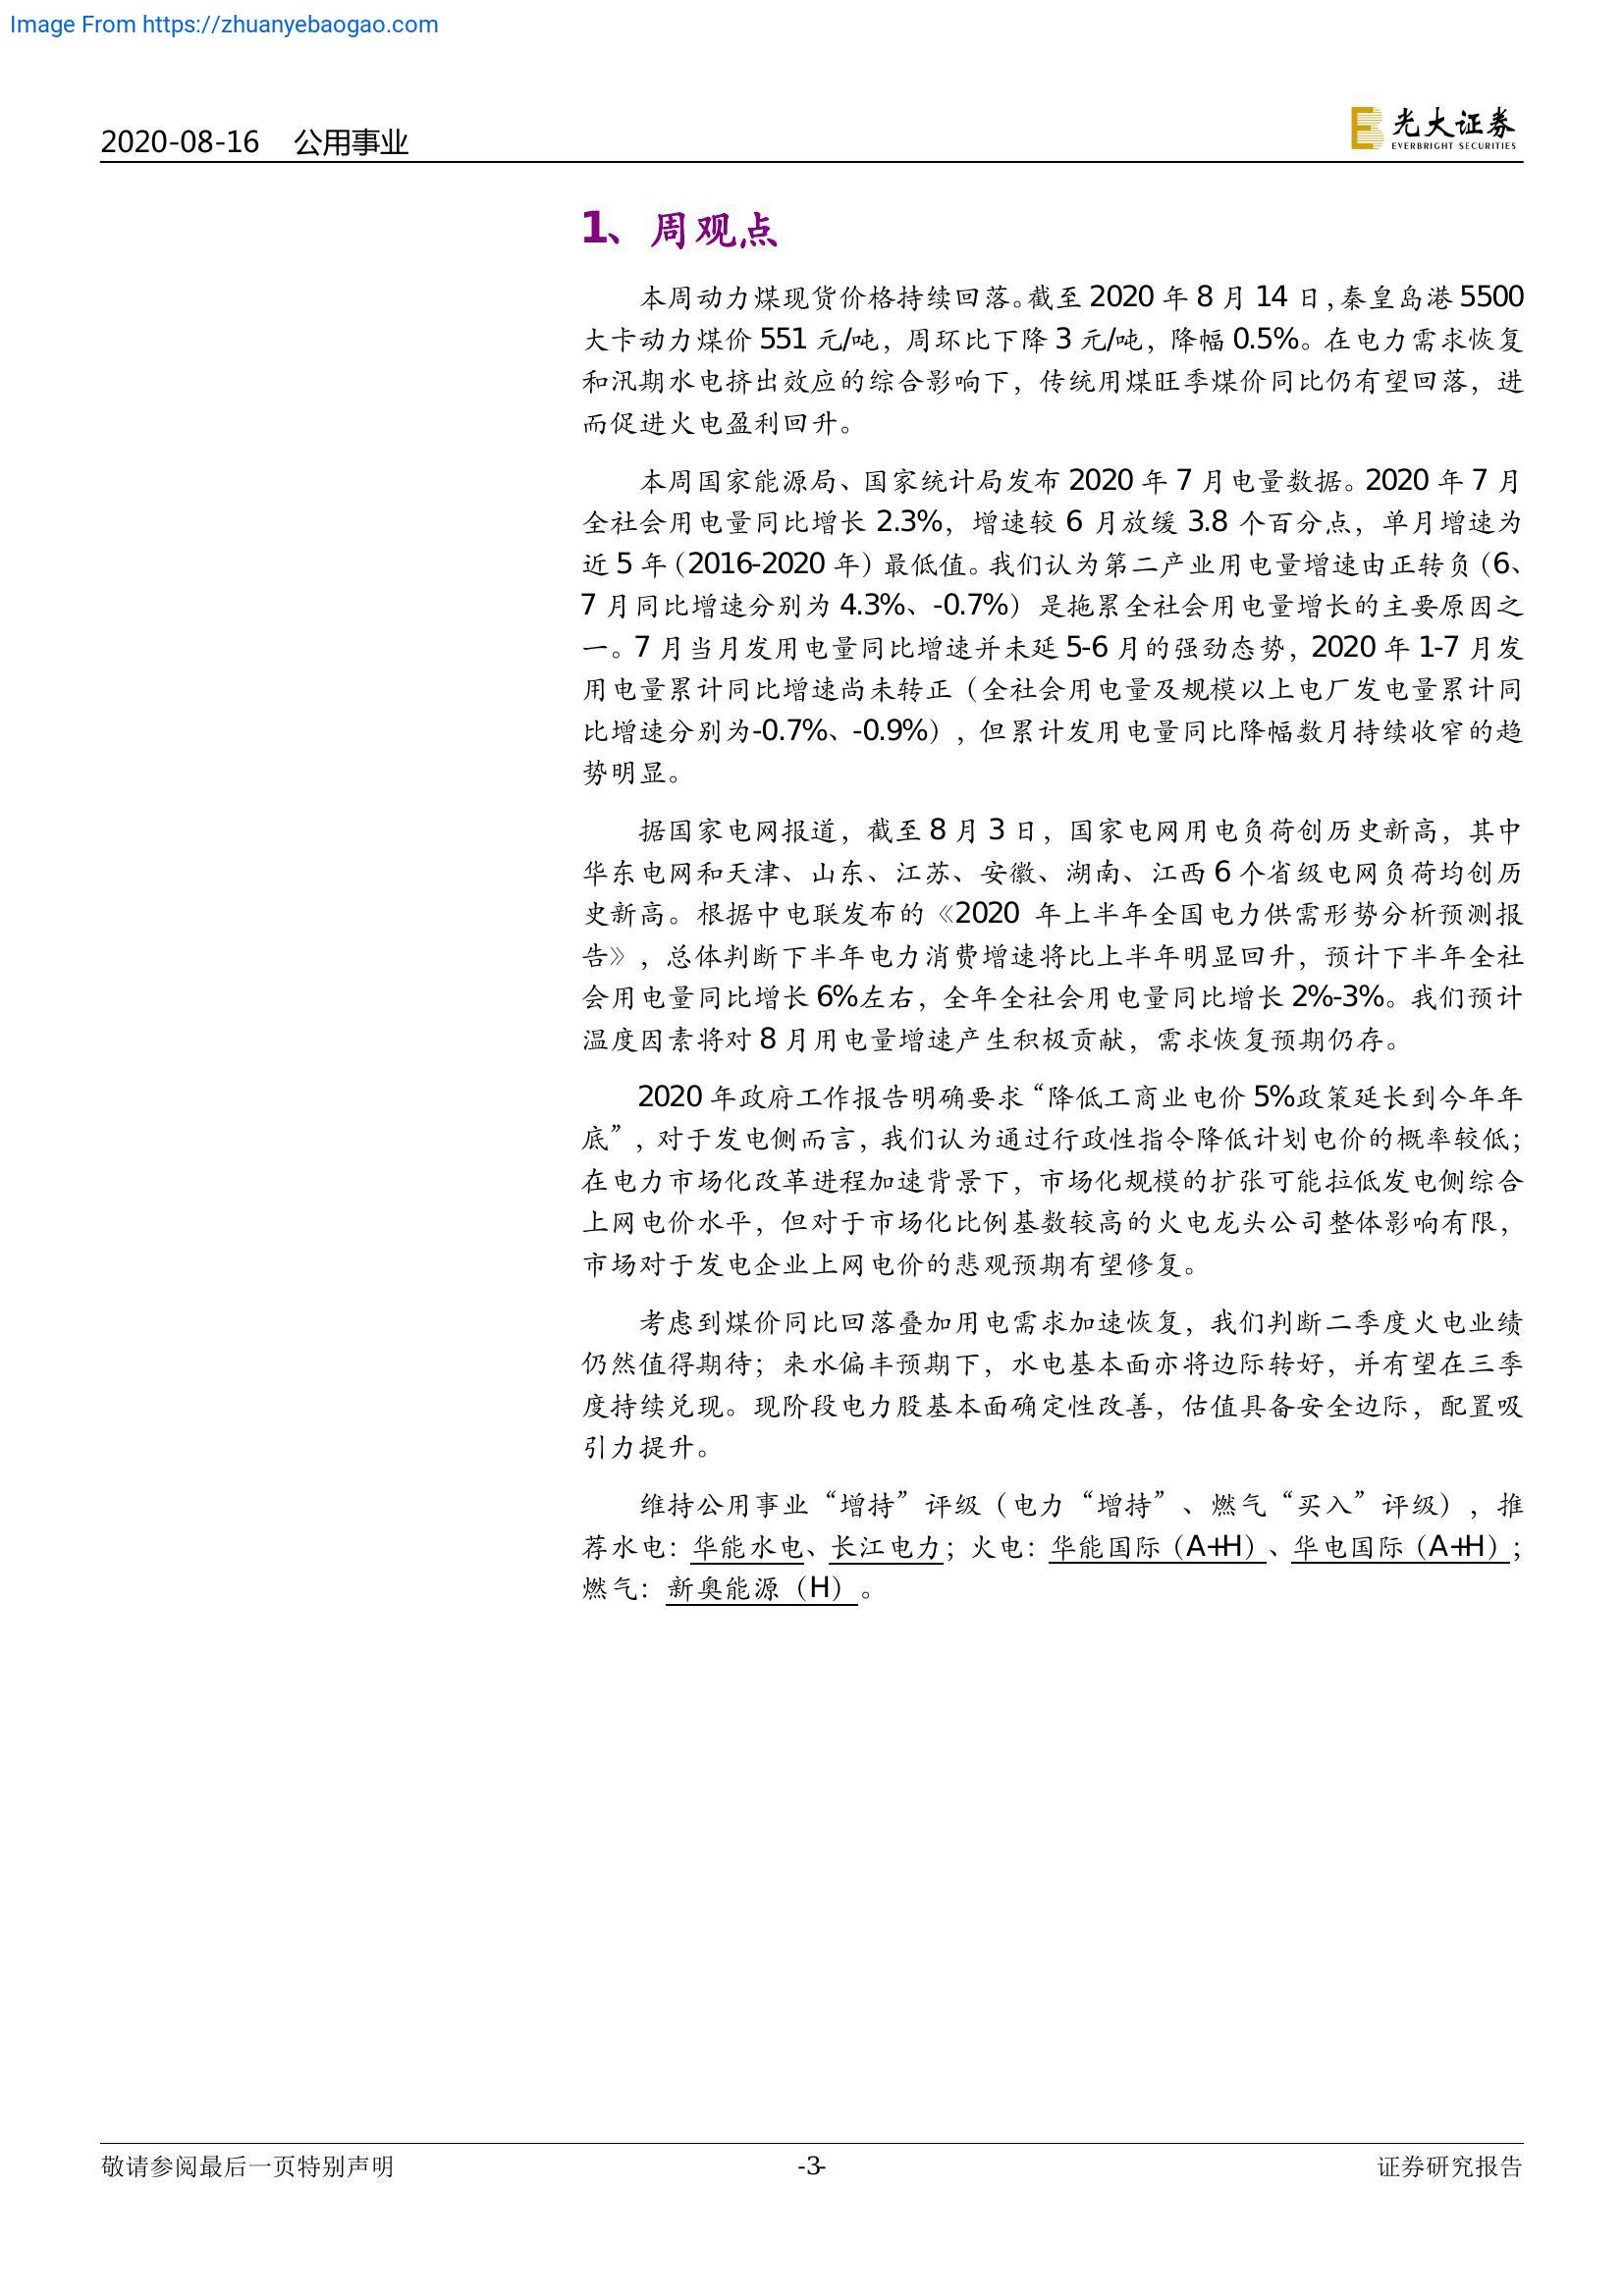 Image From https://zhuanyebaogao.com
2020-08-16 公用事业
光大证券
EVERBRIGHT SECURITIES
1、周观点
本周动力煤现货价格持续回落。截至 2020 年 8 月 14 日，秦皇岛港 5500
大卡动力煤价 551 元/吨，周环比下降 3 元/吨，降幅 0.5%。在电力需求恢复
和汛期水电挤出效应的综合影响下，传统用煤旺季煤价同比仍有望回落，进
而促进火电盈利回升。
本周国家能源局、国家统计局发布 2020 年 7 月电量数据。2020 年 7 月
全社会用电量同比增长 2.3%，增速较 6 月放缓 3.8 个百分点，单月增速为
近 5 年（2016-2020 年）最低值。我们认为第二产业用电量增速由正转负（6、
7 月同比增速分别为 4.3%、-0.7%）是拖累全社会用电量增长的主要原因之
一。7 月当月发用电量同比增速并未延 5-6 月的强劲态势，2020 年 1-7 月发
用电量累计同比增速尚未转正（全社会用电量及规模以上电厂发电量累计同
比增速分别为-0.7%、-0.9%），但累计发用电量同比降幅数月持续收窄的趋
势明显。
据国家电网报道，截至 8 月 3 日，国家电网用电负荷创历史新高，其中
华东电网和天津、山东、江苏、安徽、湖南、江西 6 个省级电网负荷均创历
史新高。根据中电联发布的《2020 年上半年全国电力供需形势分析预测报
告》，总体判断下半年电力消费增速将比上半年明显回升，预计下半年全社
会用电量同比增长 6%左右，全年全社会用电量同比增长 2%-3%。我们预计
温度因素将对 8 月用电量增速产生积极贡献，需求恢复预期仍存。
2020 年政府工作报告明确要求“降低工商业电价 5%政策延长到今年年
底”，对于发电侧而言，我们认为通过行政性指令降低计划电价的概率较低；
在电力市场化改革进程加速背景下，市场化规模的扩张可能拉低发电侧综合
上网电价水平，但对于市场化比例基数较高的火电龙头公司整体影响有限，
市场对于发电企业上网电价的悲观预期有望修复。
考虑到煤价同比回落叠加用电需求加速恢复，我们判断二季度火电业绩
仍然值得期待；来水偏丰预期下，水电基本面亦将边际转好，并有望在三季
度持续兑现。现阶段电力股基本面确定性改善，估值具备安全边际，配置吸
引力提升。
维持公用事业“增持”评级（电力“增持”、燃气“买入”评级），推
荐水电：华能水电、长江电力；火电：华能国际（A+H）、华电国际（A+H）；
燃气：新奥能源（H）。
敬请参阅最后一页特别声明
-3-
证券研究报告